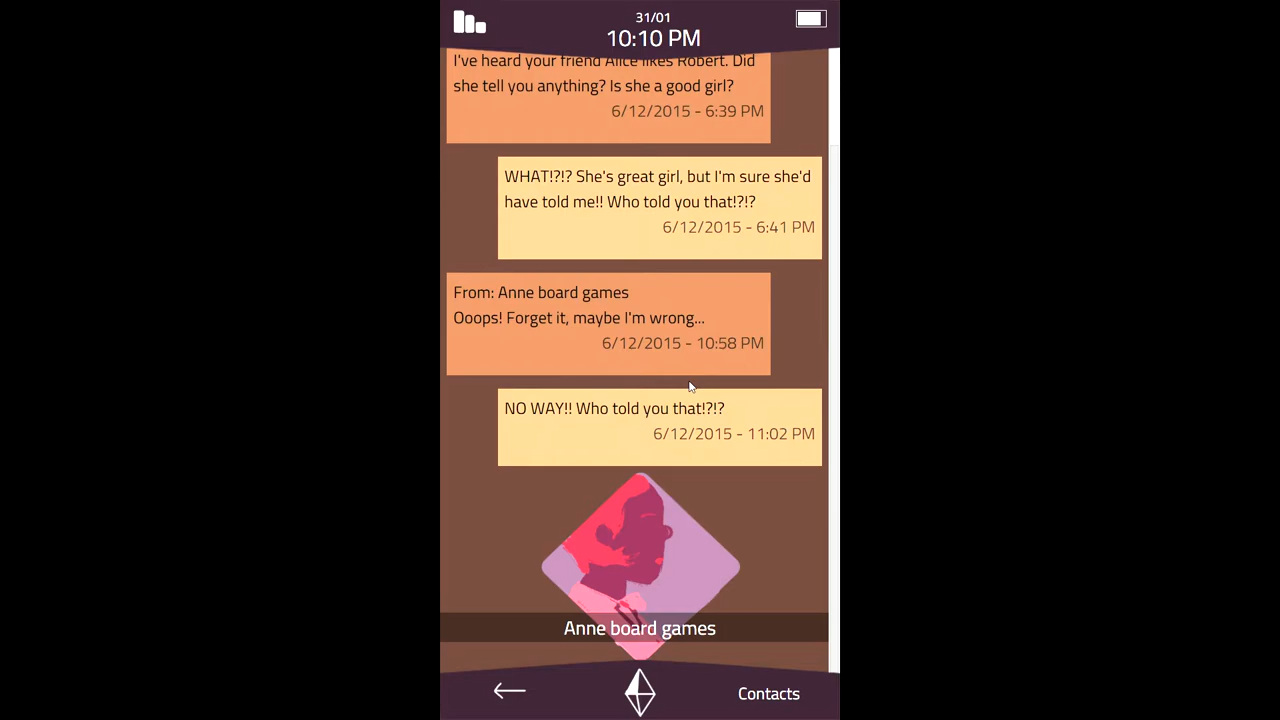 31/01
10:10 PM
I've heard your friend Alice likes Robert. Did
she tell you anything? Is she a good girl?
6/12/2015 - 6:39 PM
WHAT!?!? She's great girl, but I'm sure she'd
have told me!! Who told you that!?!?
6/12/2015 - 6:41 PM
From: Anne board games
Ooops! Forget it, maybe I'm wrong...
6/12/2015 - 10:58 PM
NO WAY!! Who told you that!?!?
6/12/2015 - 11:02 PM
Anne board games
Contacts